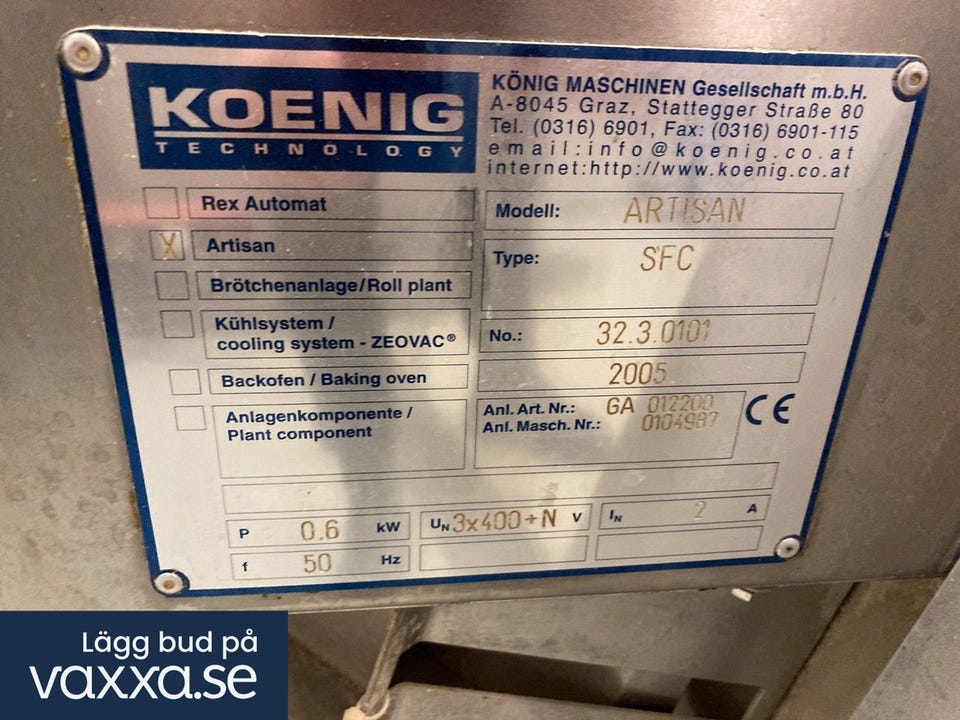 KOENIG
TECHNOLOGY
KÖNIG MASCHINEN Gesellschaft m.b.H.
A-8045 Graz, Stattegger Straße 80
Tel. (0316) 6901, Fax: (0316) 6901-115
email:info@koenig.co.at
internet:http://www.koenig.co.at
Rex Automat
X Artisan
Brötchenanlage/Roll plant
Kühlsystem /
cooling system - ZEOVAC®
Backofen / Baking oven
Anlagenkomponente /
Plant component
Modell: ARTISAN
Type: SFC
No.: 32.3.0101
2005
Anl. Art. Nr.: GA 012200
Anl. Masch. Nr.: 0104987
CE
P 0.6 kW
UN 3x400+N V
IN 2 A
f 50 Hz
Lägg bud på
vaxxa.se